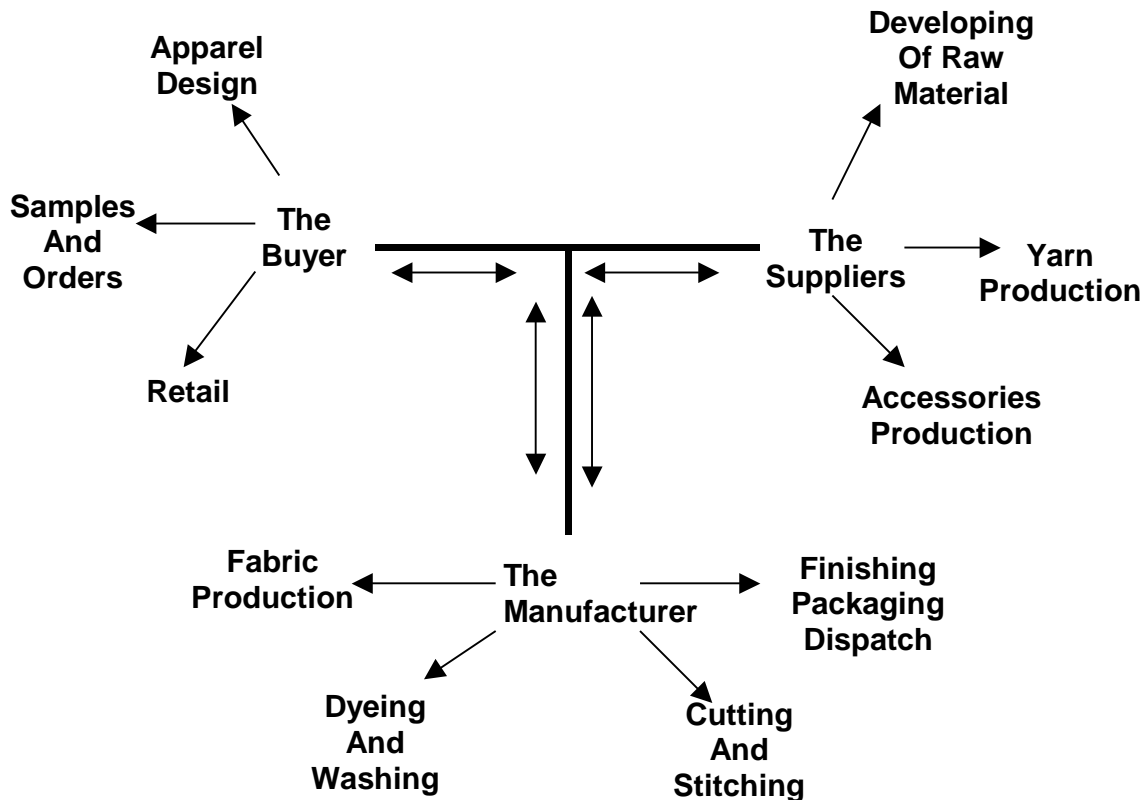 Apparel
Design
Developing
Of Raw
Material
Samples
And
Orders
The
Buyer
The
Suppliers
Yarn
Production
Retail
Accessories
Production
Fabric
Production
The
Manufacturer
Finishing
Packaging
Dispatch
Dyeing
And
Washing
Cutting
And
Stitching